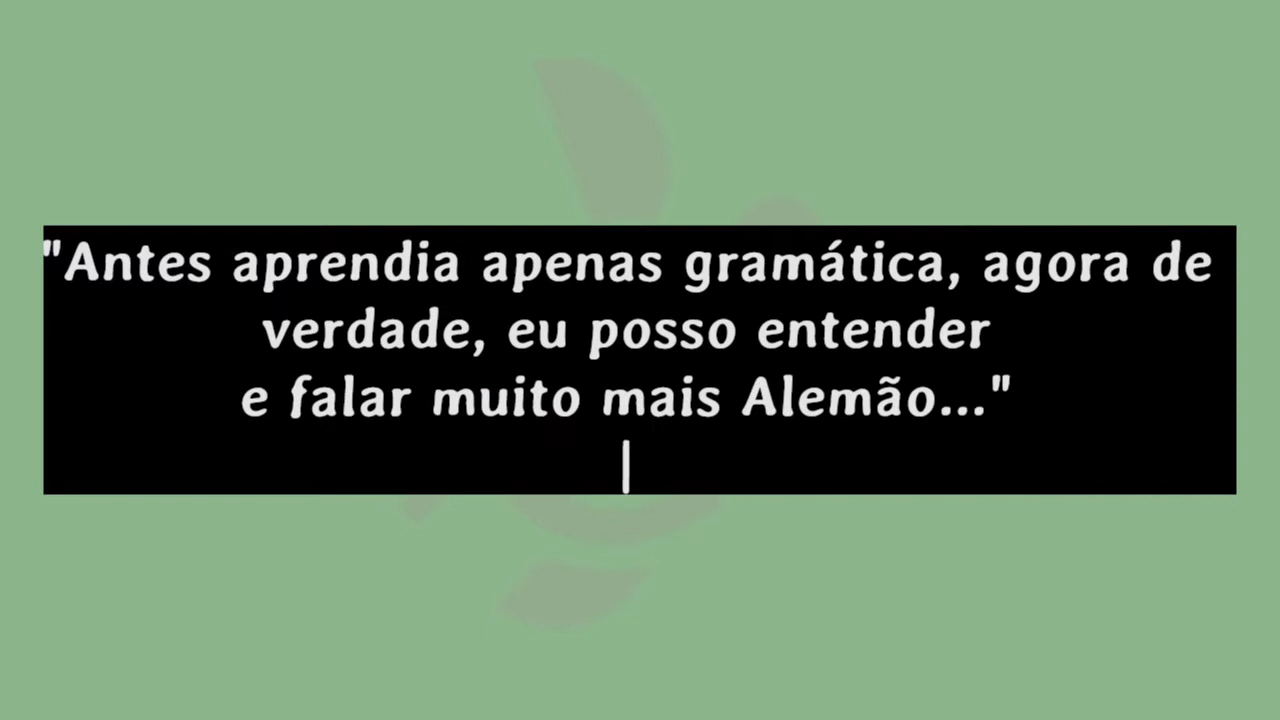 "Antes aprendia apenas gramática, agora de
verdade, eu posso entender
e falar muito mais Alemão..."